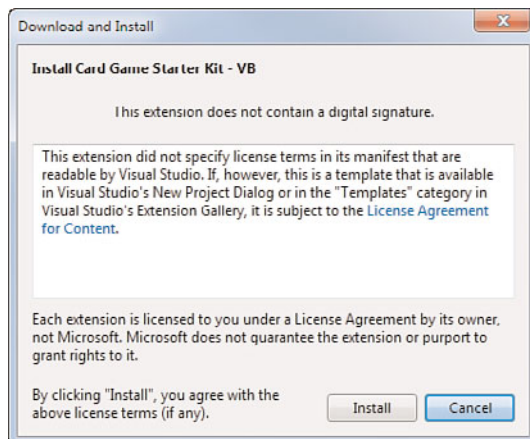 Download and Install
Install Card Game Starter Kit - VB
This extension does not contain a digital signature.
This extension did not specify license terms in its manifest that are
readable by Visual Studio. If, however, this is a template that is available
in Visual Studio's New Project Dialog or in the "Templates" category in
Visual Studio's Extension Gallery, it is subject to the License Agreement
for Content.
Each extension is licensed to you under a License Agreement by its owner,
not Microsoft. Microsoft does not guarantee the extension or purport to
grant rights to it.
By clicking "Install", you agree with the
above license terms (if any).
Install
Cancel